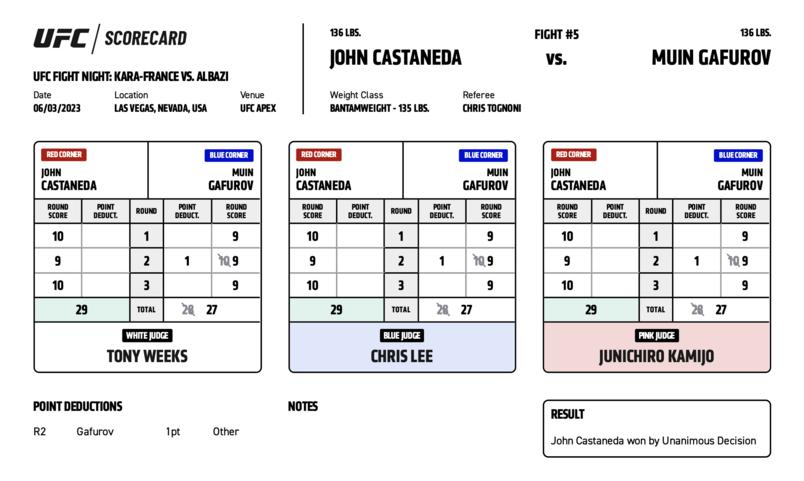 UFC / SCORECARD
UFC FIGHT NIGHT: KARA-FRANCE VS. ALBAZI
Date Location Venue
06/03/2023 LAS VEGAS, NEVADA, USA UFC APEX
136 LBS. FIGHT #5 136 LBS.
JOHN CASTANEDA vs. MUIN GAFUROV
Weight Class Referee
BANTAMWEIGHT - 135 LBS. CHRIS TOGNONI
RED CORNER BLUE CORNER
JOHN MUIN
CASTANEDA GAFUROV
ROUND SCORE POINT DEDUCT. ROUND POINT DEDUCT. ROUND SCORE
10 1 9
9 2 1 10 9
10 3 9
29 TOTAL 28 27
WHITE JUDGE
TONY WEEKS
RED CORNER BLUE CORNER
JOHN MUIN
CASTANEDA GAFUROV
ROUND SCORE POINT DEDUCT. ROUND POINT DEDUCT. ROUND SCORE
10 1 9
9 2 1 10 9
10 3 9
29 TOTAL 28 27
BLUE JUDGE
CHRIS LEE
RED CORNER BLUE CORNER
JOHN MUIN
CASTANEDA GAFUROV
ROUND SCORE POINT DEDUCT. ROUND POINT DEDUCT. ROUND SCORE
10 1 9
9 2 1 10 9
10 3 9
29 TOTAL 28 27
PINK JUDGE
JUNICHIRO KAMIJO
POINT DEDUCTIONS
R2 Gafurov 1pt Other
NOTES
RESULT
John Castaneda won by Unanimous Decision